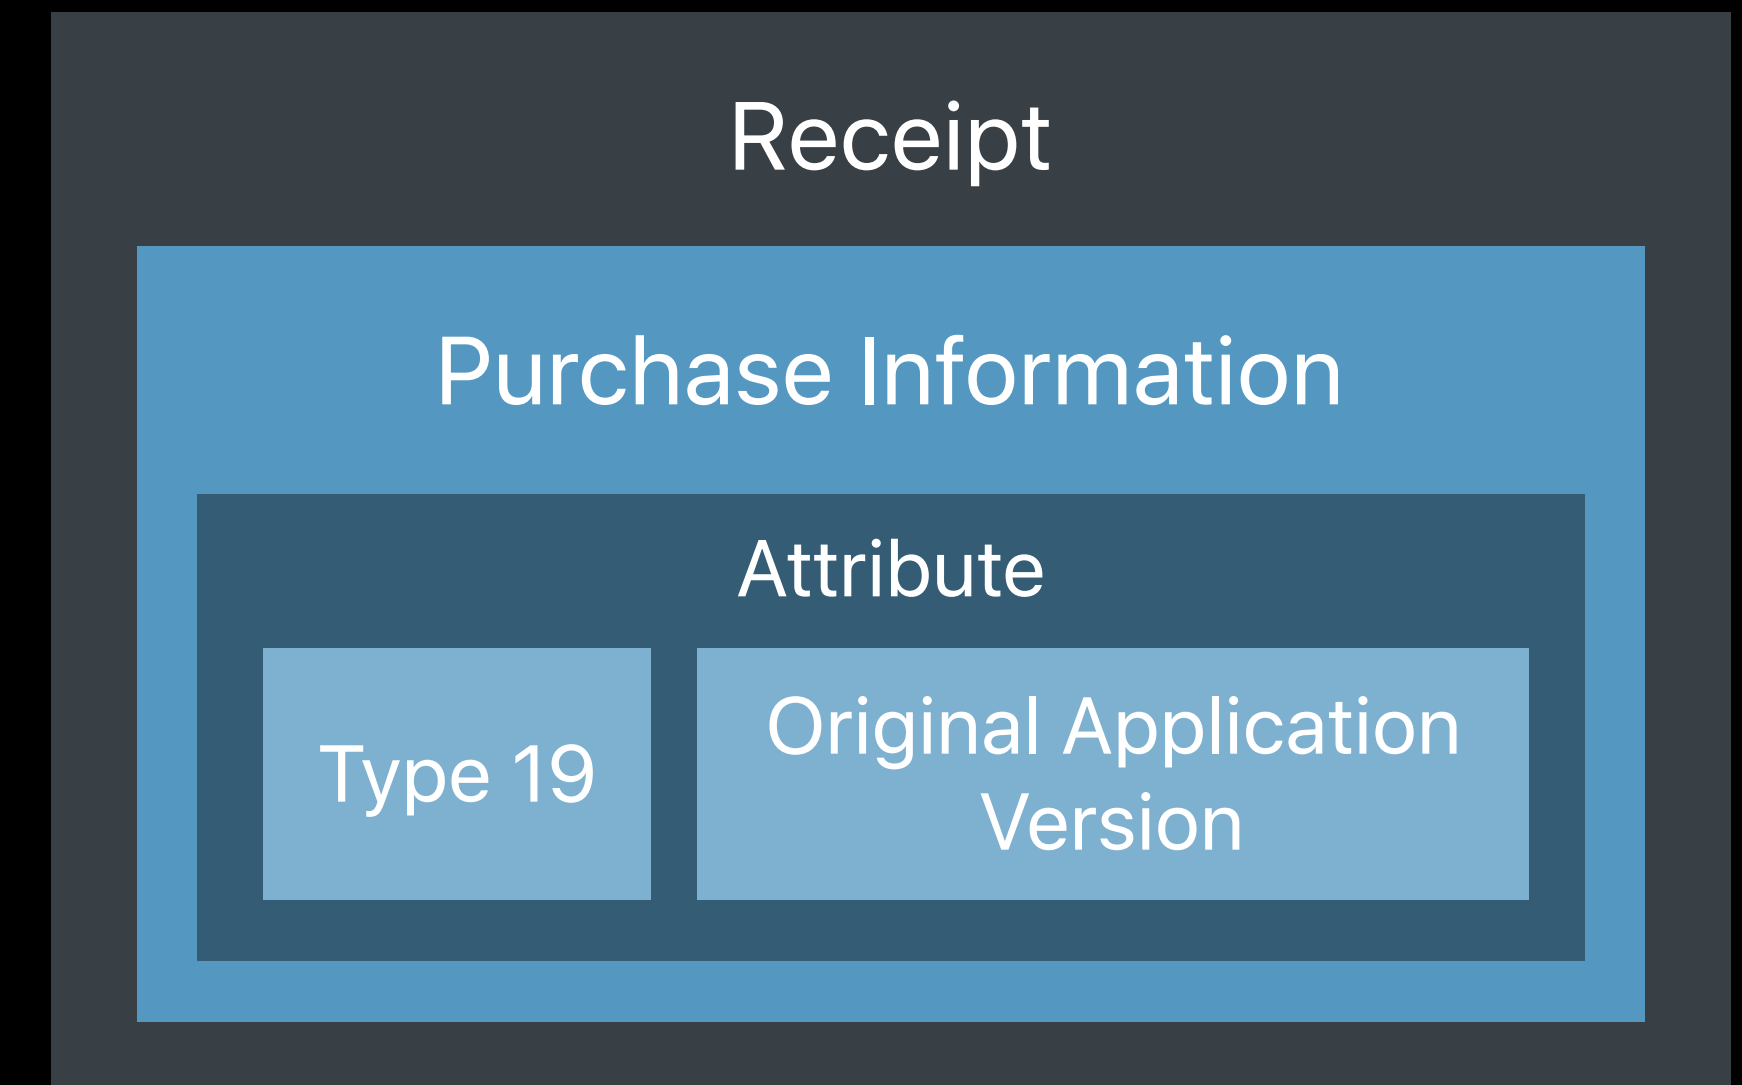 Receipt
Purchase Information
Attribute
Type 19
Original Application
Version